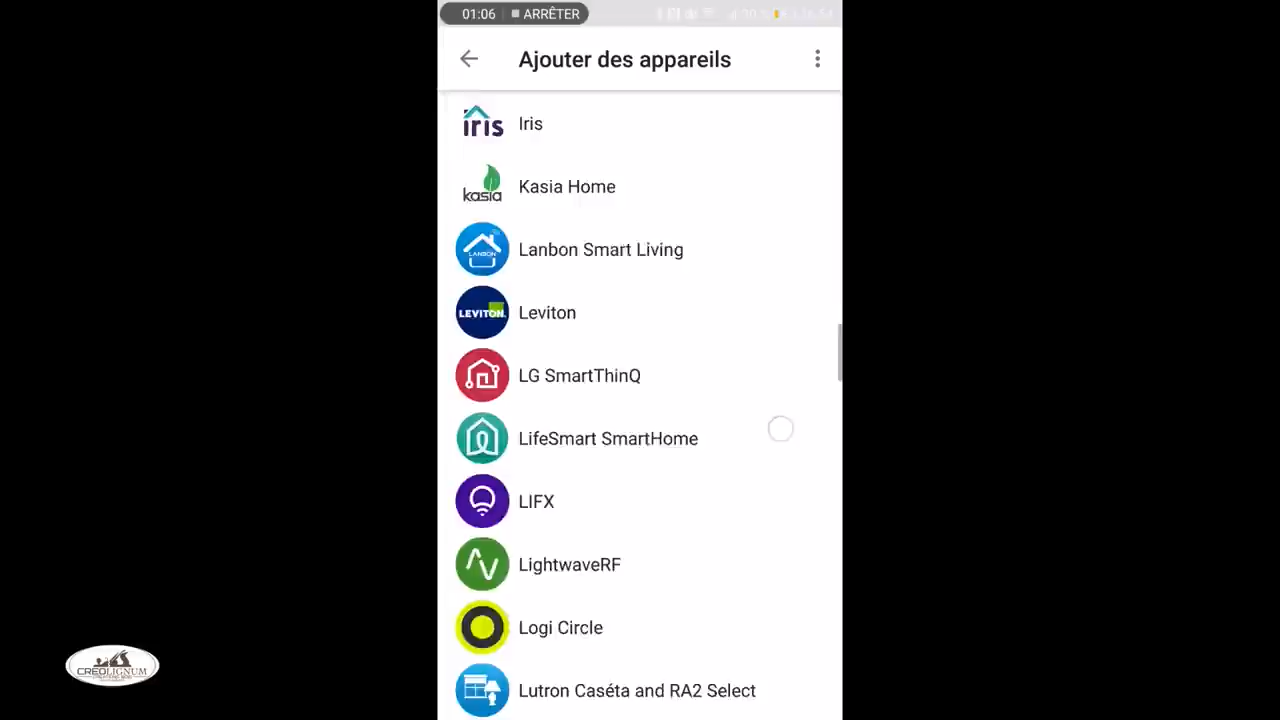 01:06 ARRÊTER
Ajouter des appareils
iris Iris
kasia Kasia Home
LANBON Lanbon Smart Living
LEVITON Leviton
LG SmartThinQ
LifeSmart SmartHome
LIFX
LightwaveRF
Logi Circle
CREOLIGNUM
Lutron Caséta and RA2 Select